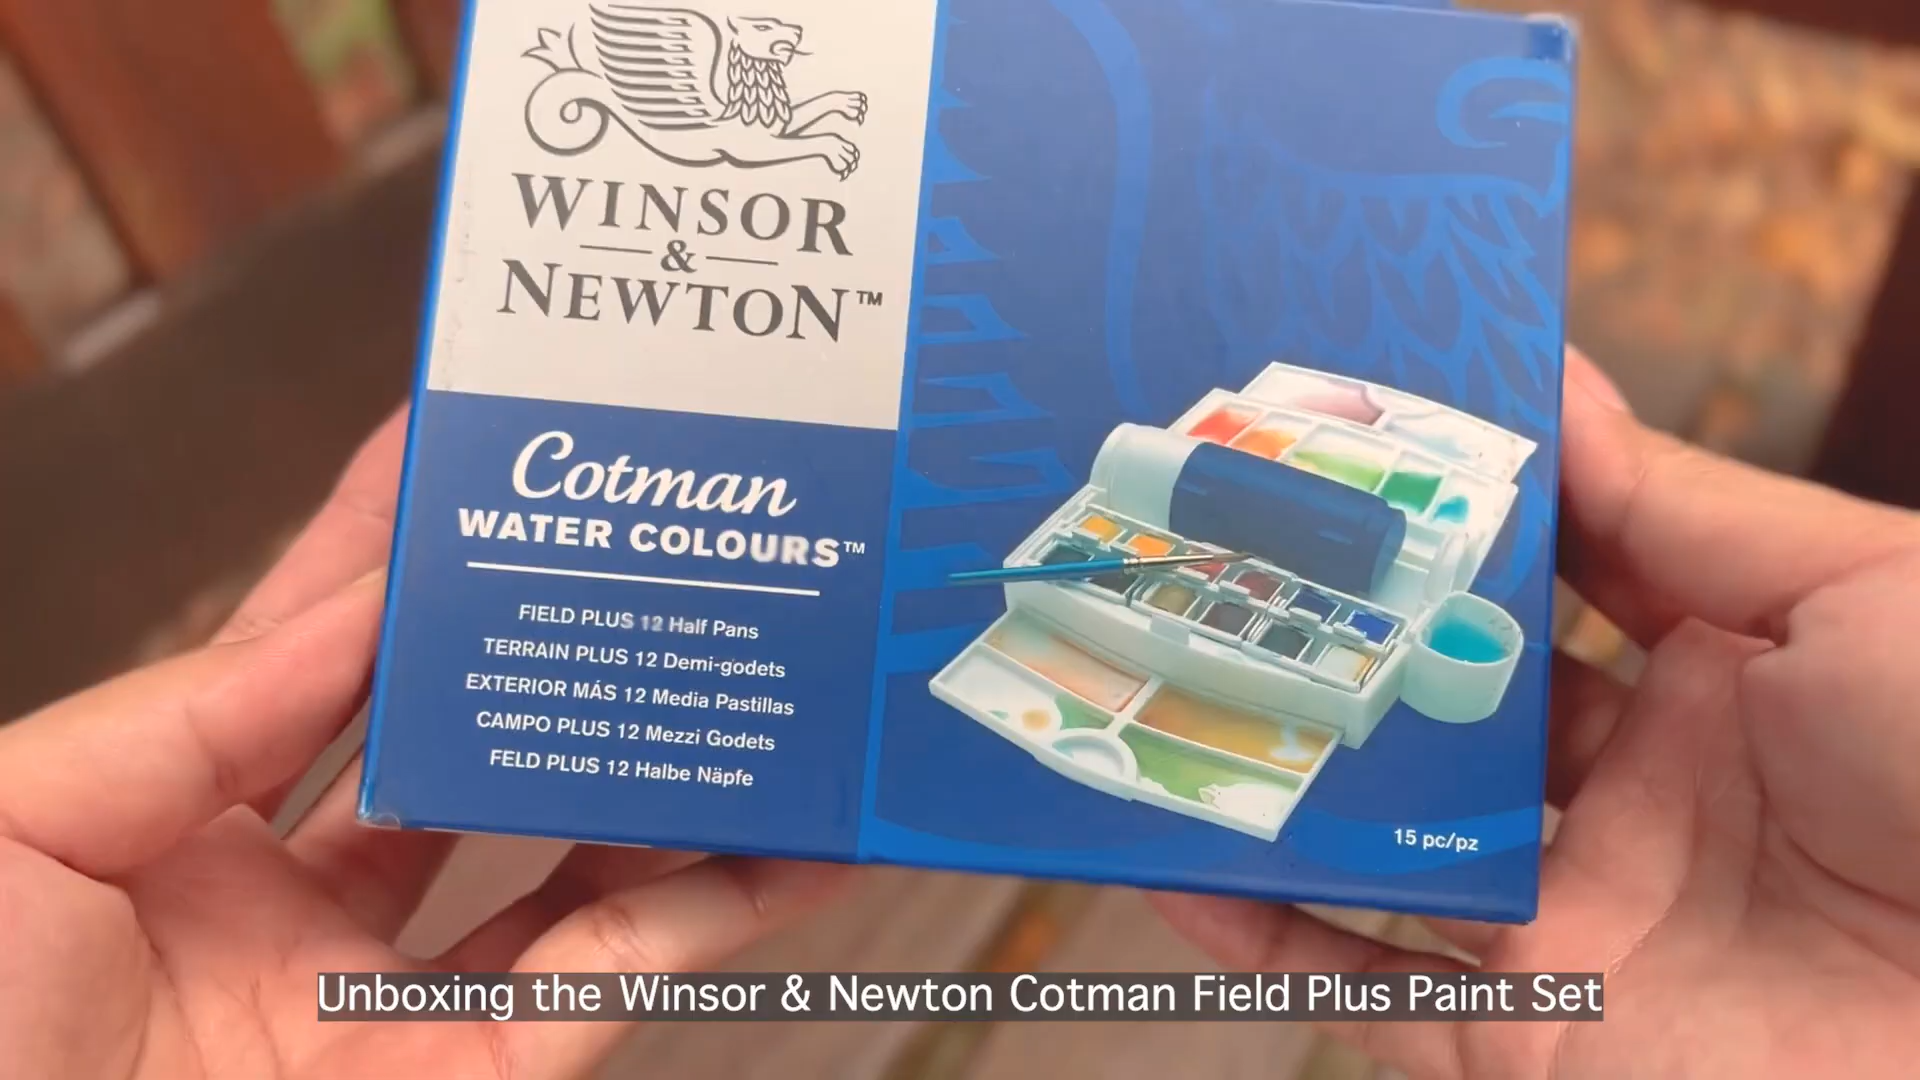 WINSOR
&
NEWTON™
Cotman
WATER COLOURS™
FIELD PLUS 12 Half Pans
TERRAIN PLUS 12 Demi-godets
EXTERIOR MÁS 12 Media Pastillas
CAMPO PLUS 12 Mezzi Godets
FELD PLUS 12 Halbe Näpfe
15 pc/pz
Unboxing the Winsor & Newton Cotman Field Plus Paint Set